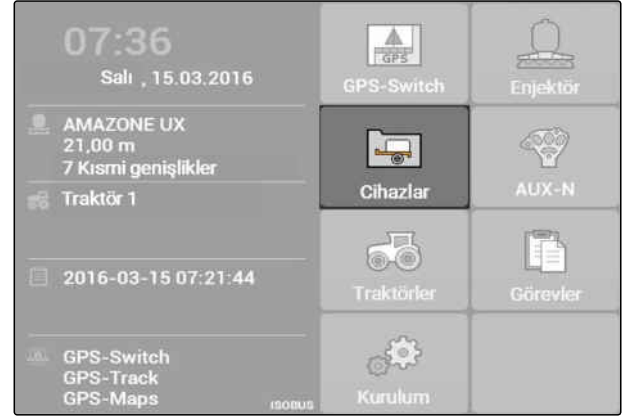 07:36
Salı , 15.03.2016
AMAZONE UX
21,00 m
7 Kısmi genişlikler
Traktör 1
2016-03-15 07:21:44
GPS-Switch
GPS-Track
GPS-Maps
ISOBUS
GPS
GPS-Switch
Enjektör
Cihazlar
AUX-N
Traktörler
Görevler
Kurulum